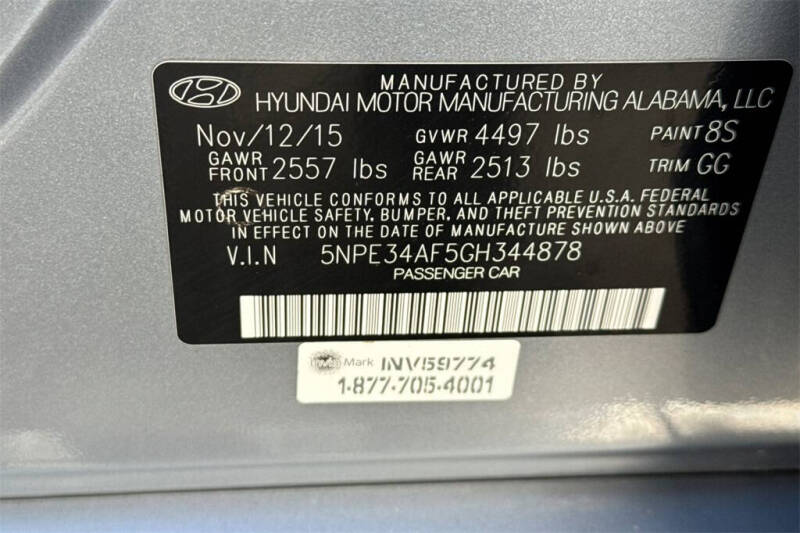 MANUFACTURED BY
HYUNDAI MOTOR MANUFACTURING ALABAMA, LLC
Nov/12/15 GVWR 4497 lbs PAINT 8S
GAWR FRONT 2557 lbs GAWR REAR 2513 lbs TRIM GG
THIS VEHICLE CONFORMS TO ALL APPLICABLE U.S.A. FEDERAL
MOTOR VEHICLE SAFETY, BUMPER, AND THEFT PREVENTION STANDARDS
IN EFFECT ON THE DATE OF MANUFACTURE SHOWN ABOVE.
V.I.N 5NPE34AF5GH344878
PASSENGER CAR
Mark INV59774
1-877-705-4001